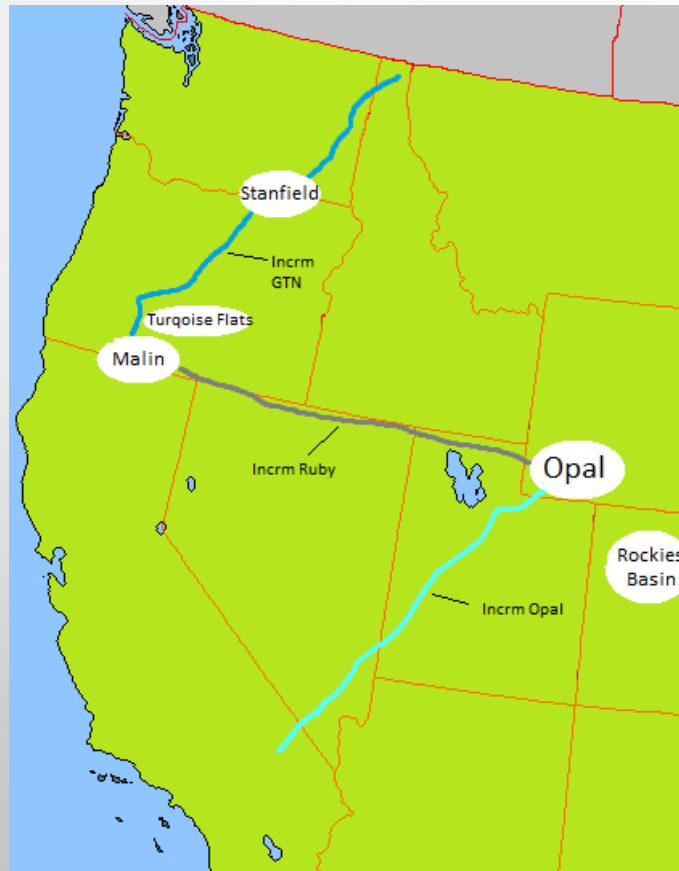 Stanfield
Incrm
GTN
Turqoise Flats
Malin
Incrm Ruby
Opal
Rockies
Basin
Incrm Opal